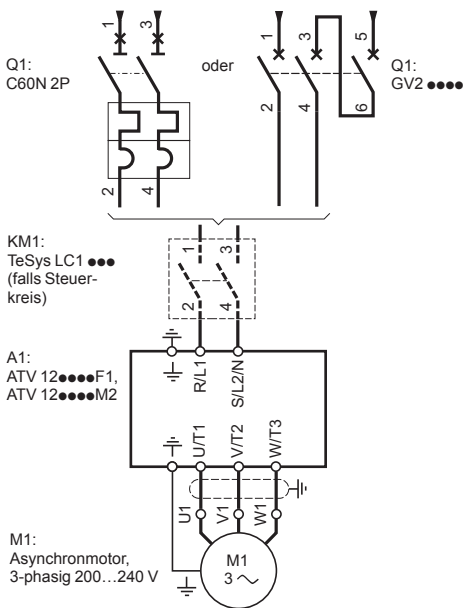 1 3
Q1:
C60N 2P
2 4
oder
1 3 5
Q1:
GV2 ●●●●
2 4 6
KM1:
TeSys LC1 ●●●
(falls Steuer-
kreis)
1 3
2 4
A1:
ATV 12●●●●F1,
ATV 12●●●●M2
R/L1 S/L2/N
U/T1 V/T2 W/T3
U1 V1 W1
M1:
Asynchronmotor,
3-phasig 200...240 V
M1
3 ~